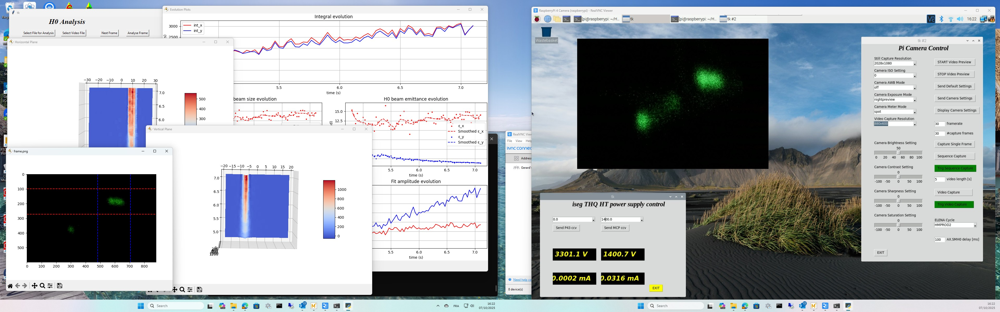 tk
H0 Analysis
Select File for Analysis
Select Video File
Next Frame
Analyse Frame
Horizontal Plane
−30 −20 −10 0 10 20 30
7.0
6.5
6.0
500
400
300
frame.png
0
100
200
300
400
500
0 100 200 300 400 500 600 700 800
Evolution Plots
Integral evolution
int_x
int_y
3000
2500
5.5 6.0 6.5 7.0
time (s)
beam size evolution
H0 beam emittance evolution
15.0
12.5
ε_x
Smoothed ε_x
ε_y
Smoothed ε_y
5.5 6.0 6.5 7.0
time (s)
Fit amplitude evolution
5.5 6.0 6.5 7.0
time (s)
Vertical Plane
−20 −15 −10 −5 0 5 10 15 20
7.0
6.5
6.0
5.5
5.0
1200
1000
800
600
400
200
0
RealVNC View
File View Help
Address
Gerard's
Need help co
8 device(s)
Search
FRA
16:22
07/10/2025
RaspberryPi 4 Camera (raspberrypi) - RealVNC Viewer
[pi@raspberrypi: ~/H...
tk
[pi@raspberrypi: ~/H...
tk #2
16:22
Wastebasket
tk #2
Pi Camera Control
Still Capture Resolution
2028x1080
START Video Preview
Camera ISO Setting
0
STOP Video Preview
Camera AWB Mode
off
Send Default Settings
Camera Exposure Mode
nightpreview
Send Camera Settings
Camera Meter Mode
spot
Display Camera Settings
Video Capture Resolution
880x600
30 framerate
30 #capture frames
Camera Brightness Setting
50
0 20 40 60 80 100
Capture Single Frame
Sequence Capture
Camera Contrast Setting
0
-100 -50 0 50 100
Trig Sequence Capture
5 video length [s]
Camera Sharpness Setting
0
-100 -50 0 50 100
Video Capture
Trig Video Capture
Camera Saturation Setting
0
-100 -50 0 50 100
ELENA Cycle
HMPROD2
100 AX.SMH0 delay [ms]
EXIT
tk
iseg THQ HT power supply control
0.0
1400.0
Send P43 ccv
Send MCP ccv
3301.1 V
1400.7 V
0.0002 mA
0.0316 mA
EXIT
Search
16:22
07/10/2025